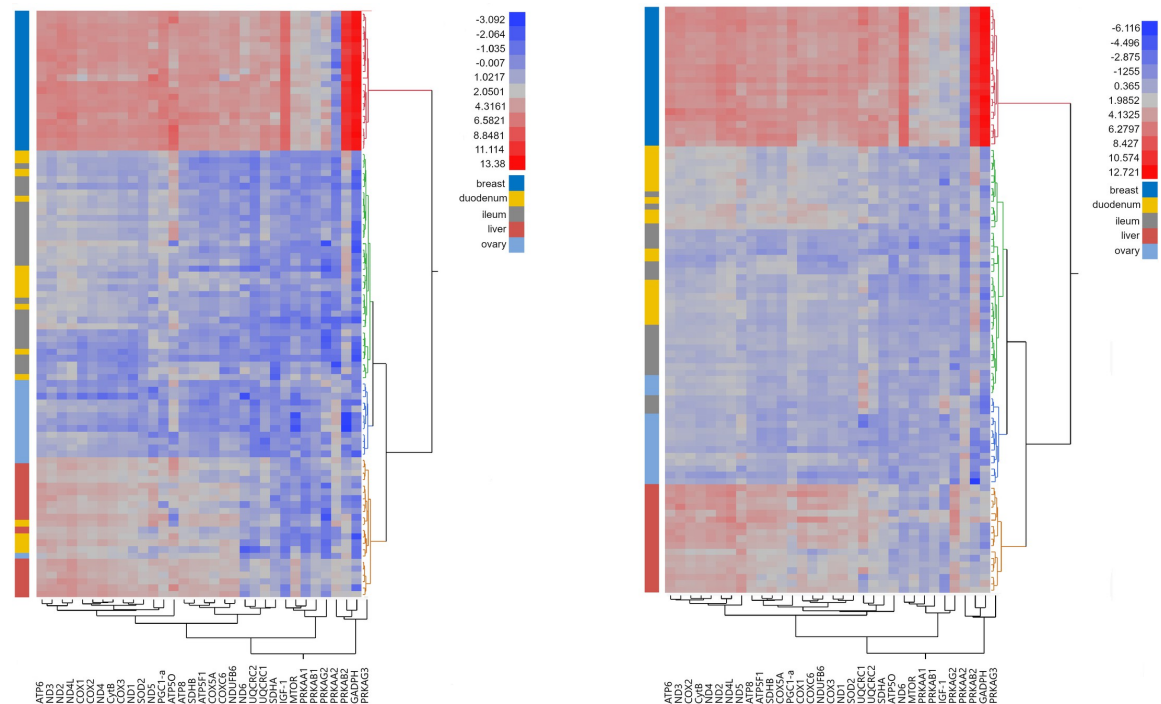 -3.092
-2.064
-1.035
-0.007
1.0217
2.0501
4.3161
6.5821
8.8481
11.114
13.38
breast
duodenum
ileum
liver
ovary
ATP6
ND3
ND2
ND4L
COX1
COX2
ND4
CytB
COX3
ND1
SOD2
ND5
PGC1-a
ATP5O
ATP8
SDHB
ATP5F1
COX5A
COXC6
NDUFB6
ND6
UQCRC2
UQCRC1
SDHA
IGF-1
MTOR
PRKAA1
PRKAB1
PRKAG2
PRKAA2
PRKAB2
GADPH
PRKAG3
-6.116
-4.496
-2.875
-1255
0.365
1.9852
4.1325
6.2797
8.427
10.574
12.721
breast
duodenum
ileum
liver
ovary
ATP6
ND3
COX2
CytB
ND4
ND2
ND4L
ND5
ATP8
ATP5F1
SDHB
COX5A
PGC1-a
COX1
COXC6
NDUFB6
COX3
ND1
SOD2
UQCRC1
UQCRC2
SDHA
ATP5O
ND6
MTOR
PRKAA1
PRKAB1
IGF-1
PRKAG2
PRKAA2
PRKAB2
GADPH
PRKAG3